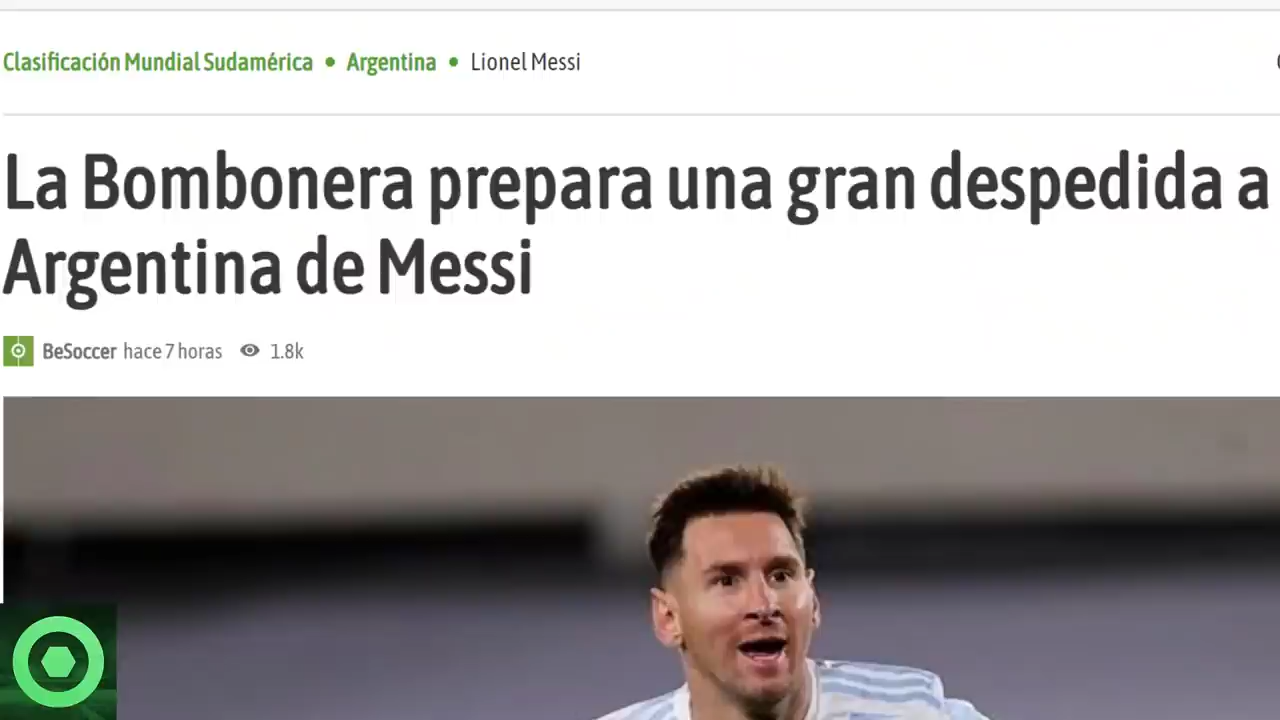 Clasificación Mundial Sudamérica • Argentina • Lionel Messi
La Bombonera prepara una gran despedida a
Argentina de Messi
BeSoccer hace 7 horas 1.8k